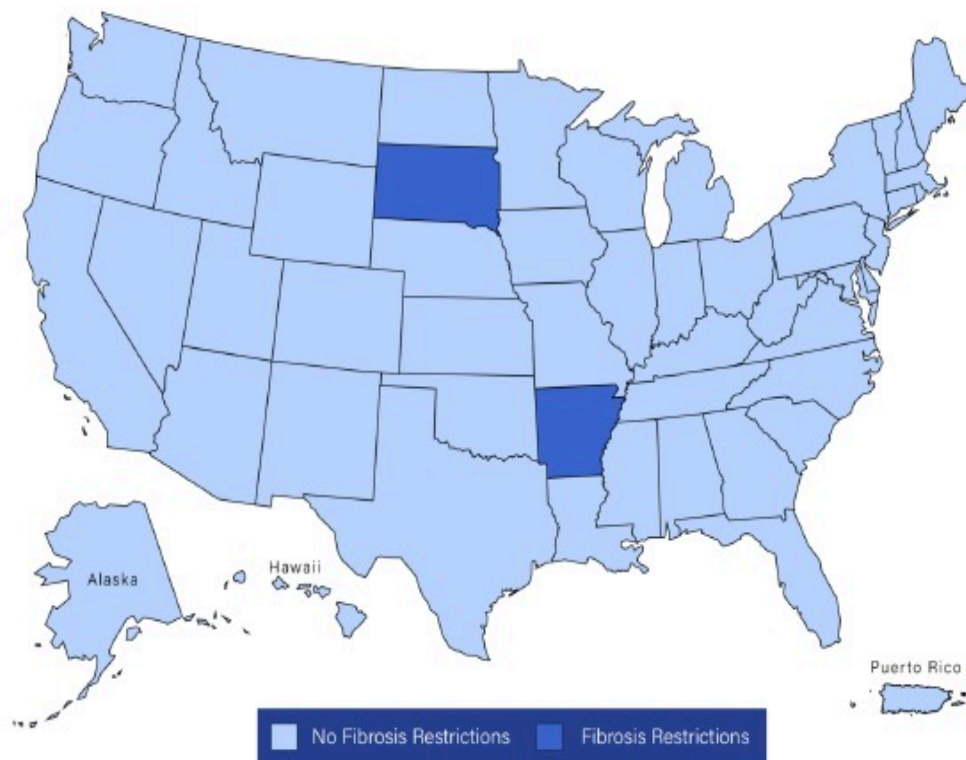 Alaska
Hawaii
Puerto Rico
No Fibrosis Restrictions
Fibrosis Restrictions